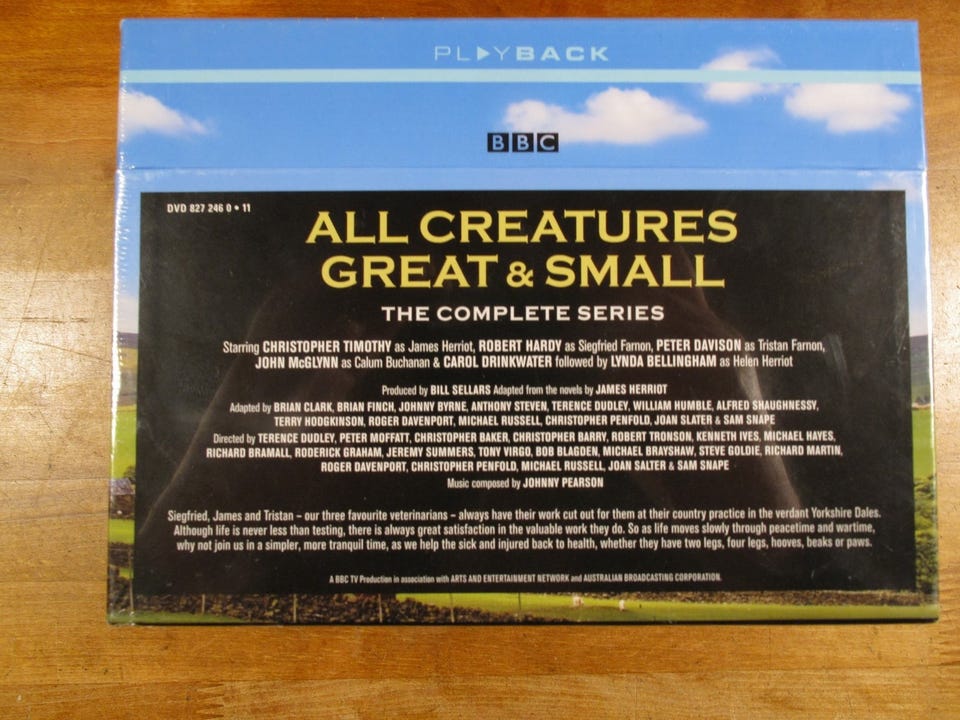 PLAYBACK
BBC
DVD 827 246 0 • 11
ALL CREATURES
GREAT & SMALL
THE COMPLETE SERIES
Starring CHRISTOPHER TIMOTHY as James Herriot, ROBERT HARDY as Siegfried Farnon, PETER DAVISON as Tristan Farnon,
JOHN McGLYNN as Calum Buchanan & CAROL DRINKWATER followed by LYNDA BELLINGHAM as Helen Herriot
Produced by BILL SELLARS Adapted from the novels by JAMES HERRIOT
Adapted by BRIAN CLARK, BRIAN FINCH, JOHNNY BYRNE, ANTHONY STEVEN, TERENCE DUDLEY, WILLIAM HUMBLE, ALFRED SHAUGHNESSY,
TERRY HODGKINSON, ROGER DAVENPORT, MICHAEL RUSSELL, CHRISTOPHER PENFOLD, JOAN SLATER & SAM SNAPE
Directed by TERENCE DUDLEY, PETER MOFFATT, CHRISTOPHER BAKER, CHRISTOPHER BARRY, ROBERT TRONSON, KENNETH IVES, MICHAEL HAYES,
RICHARD BRAMALL, RODERICK GRAHAM, JEREMY SUMMERS, TONY VIRGO, BOB BLAGDEN, MICHAEL BRAYSHAW, STEVE GOLDIE, RICHARD MARTIN,
ROGER DAVENPORT, CHRISTOPHER PENFOLD, MICHAEL RUSSELL, JOAN SALTER & SAM SNAPE
Music composed by JOHNNY PEARSON
Siegfried, James and Tristan – our three favourite veterinarians – always have their work cut out for them at their country practice in the verdant Yorkshire Dales.
Although life is never less than testing, there is always great satisfaction in the valuable work they do. So as life moves slowly through peacetime and wartime,
why not join us in a simpler, more tranquil time, as we help the sick and injured back to health, whether they have two legs, four legs, hooves, beaks or paws.
A BBC TV Production in association with ARTS AND ENTERTAINMENT NETWORK and AUSTRALIAN BROADCASTING CORPORATION.